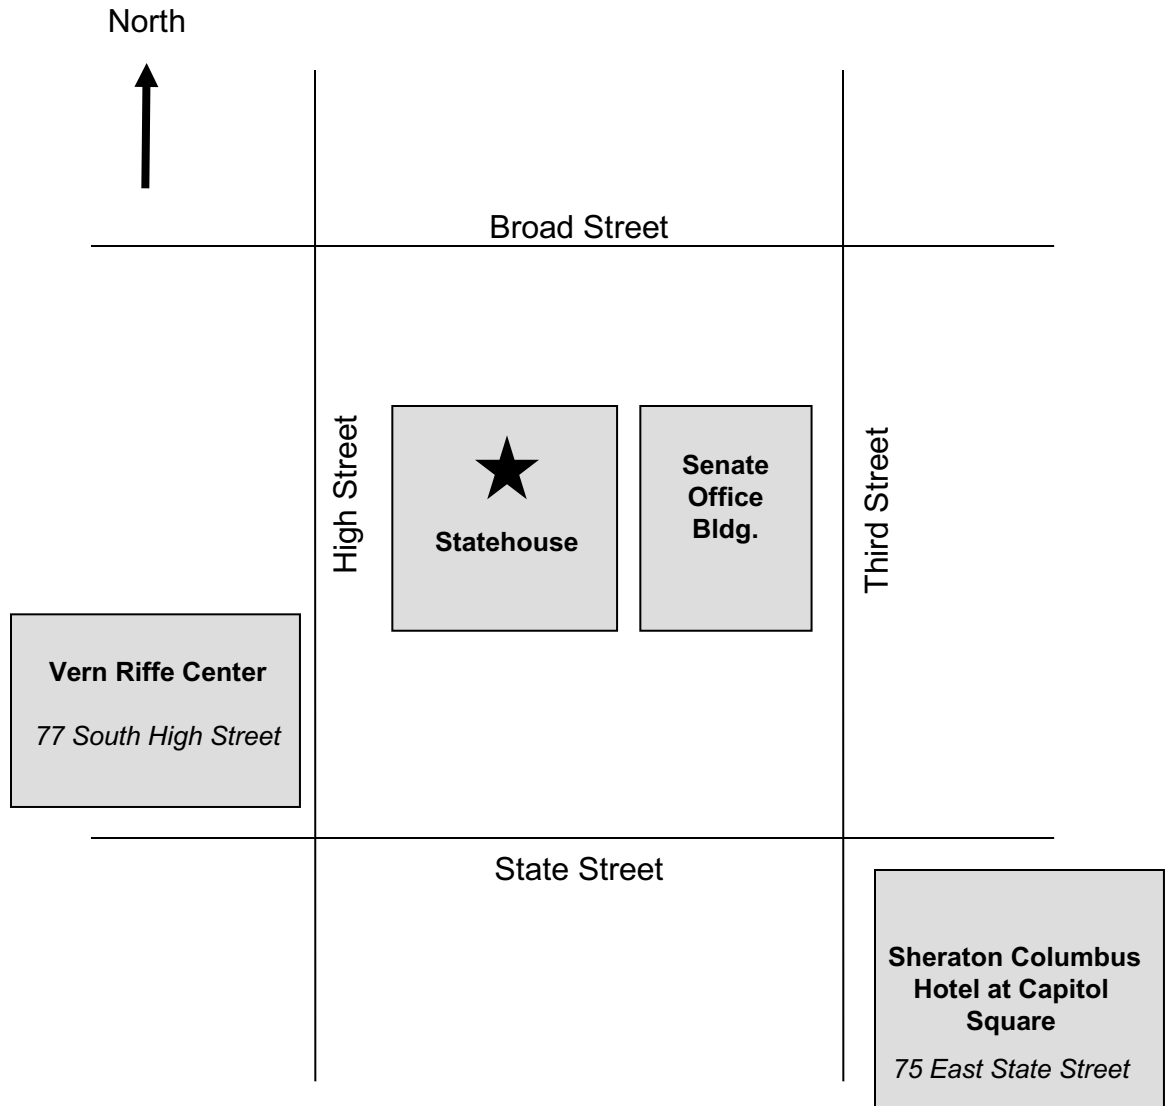 North
Broad Street
High Street
Statehouse
Senate
Office
Bldg.
Third Street
Vern Riffe Center
77 South High Street
State Street
Sheraton Columbus
Hotel at Capitol
Square
75 East State Street